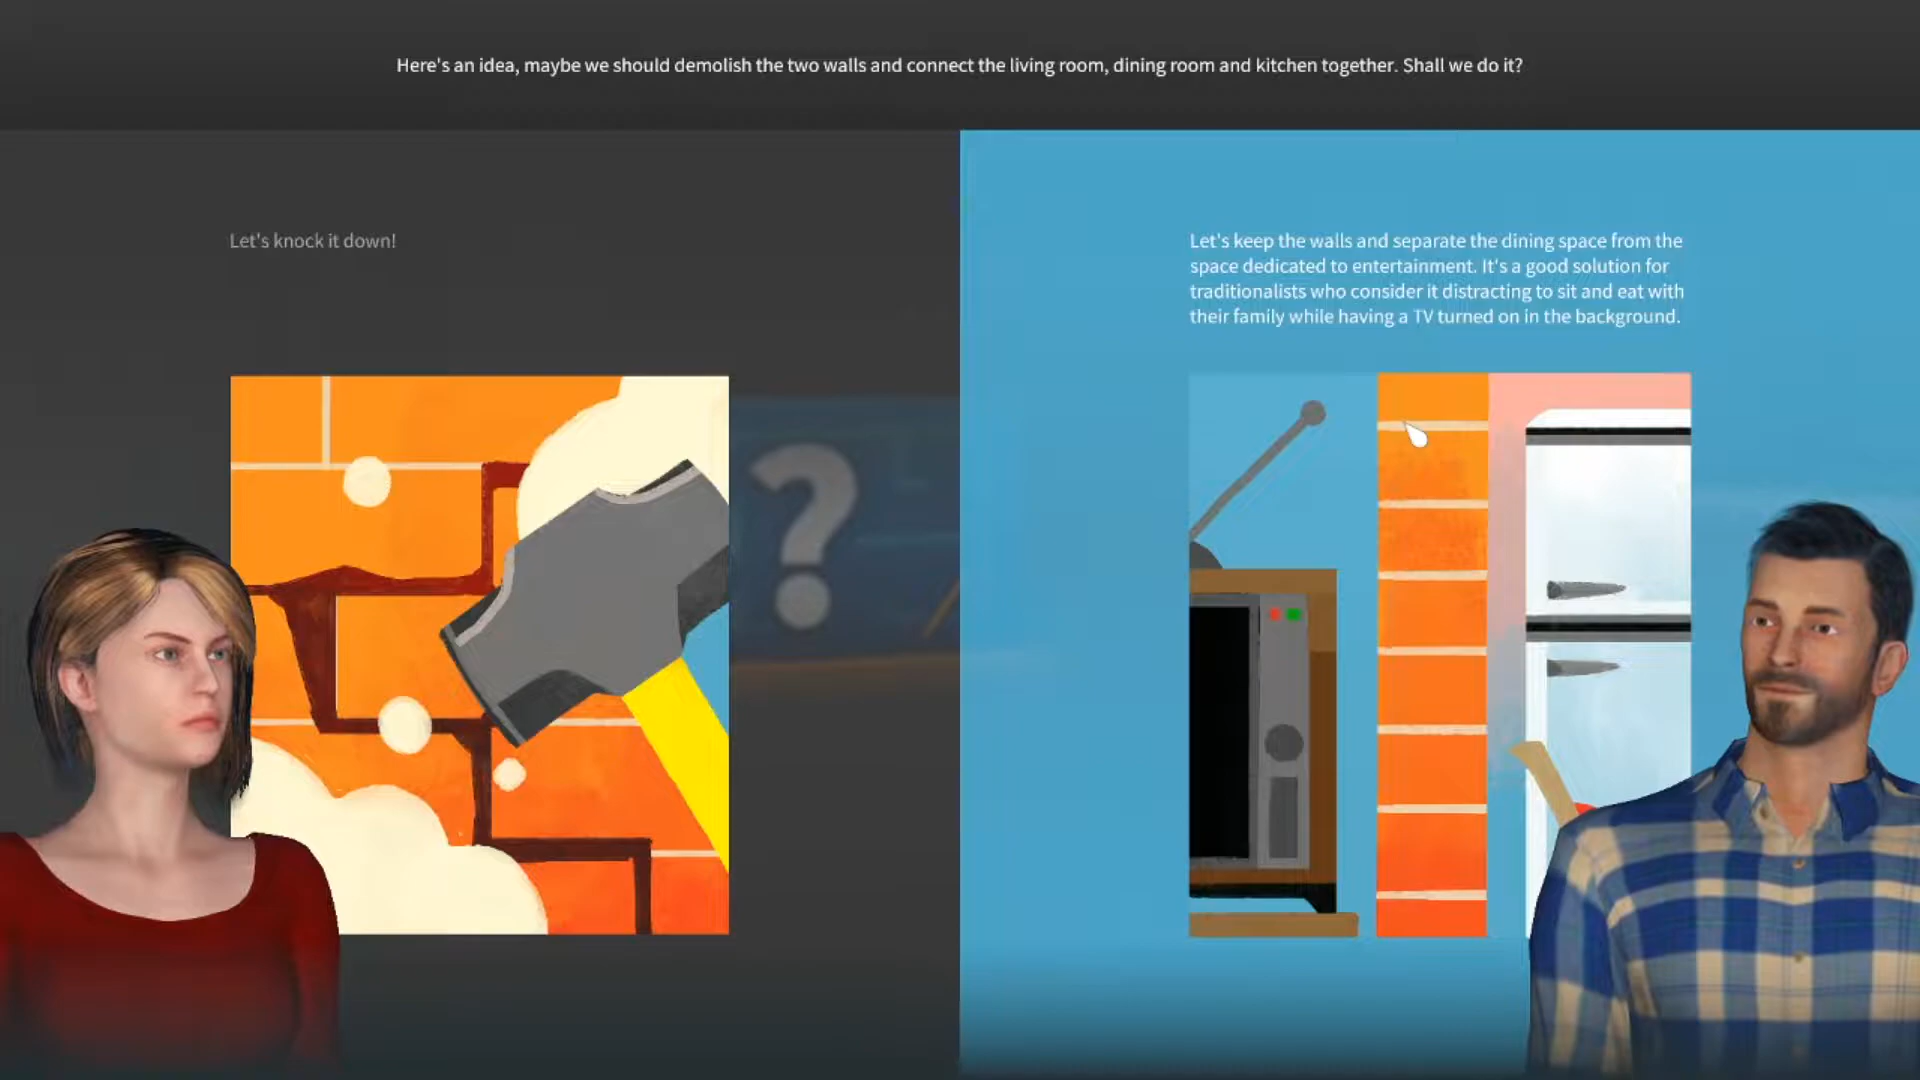 Here's an idea, maybe we should demolish the two walls and connect the living room, dining room and kitchen together. Shall we do it?
Let's knock it down!
Let's keep the walls and separate the dining space from the
space dedicated to entertainment. It's a good solution for
traditionalists who consider it distracting to sit and eat with
their family while having a TV turned on in the background.
?